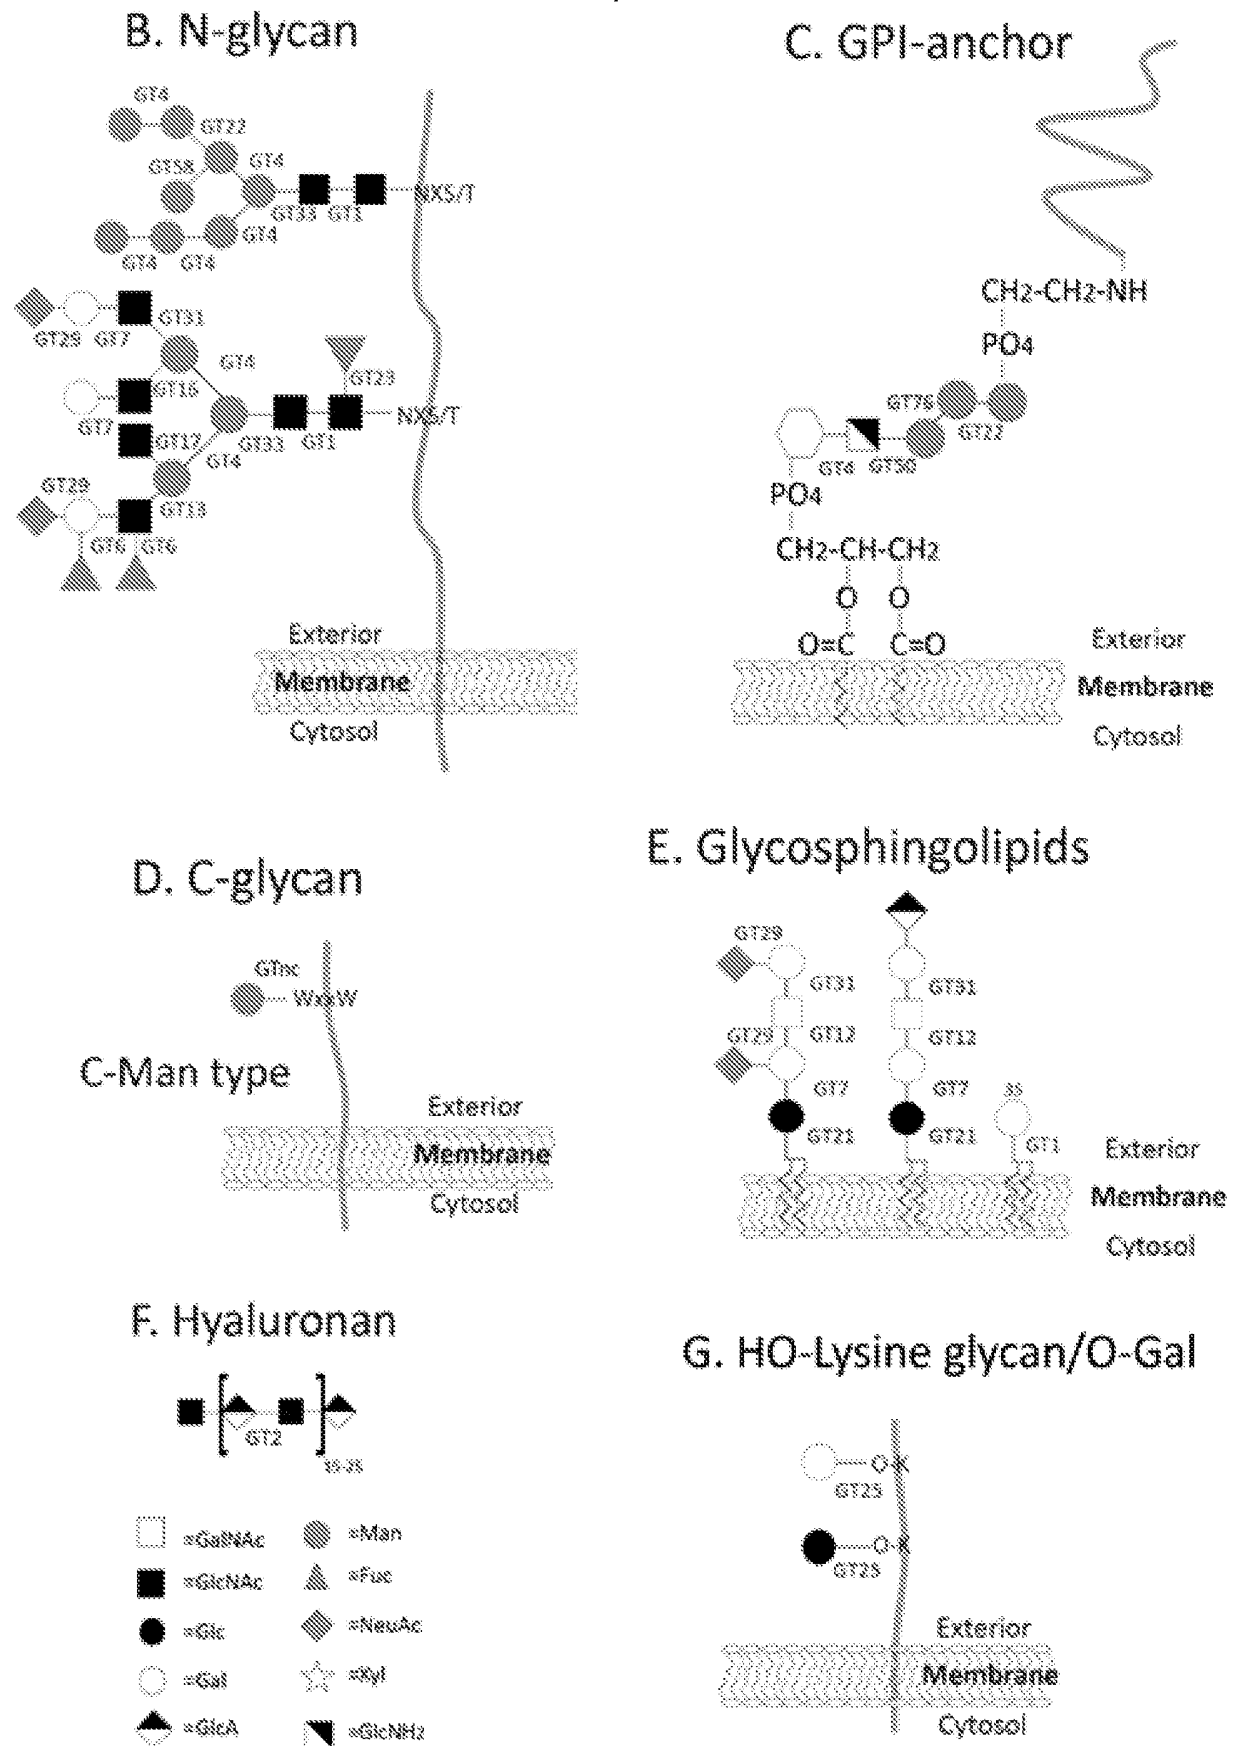 B. N-glycan
GT4
GT22
GT58
GT4
GT33
GT1
NXS/T
GT4
GT4
GT4
GT31
GT29
GT7
GT4
GT23
GT7
GT33
GT1
NXS/T
GT17
GT4
GT29
GT13
GT6
GT6
Exterior
Membrane
Cytosol
C. GPI-anchor
CH2-CH2-NH
PO4
GT76
GT22
GT4
GT50
PO4
CH2-CH-CH2
O
O
O=C
C=O
Exterior
Membrane
Cytosol
D. C-glycan
GTnc
WxxW
C-Man type
Exterior
Membrane
Cytosol
E. Glycosphingolipids
GT29
GT31
GT31
GT29
GT12
GT12
GT7
GT7
GT21
GT21
GT1
Exterior
Membrane
Cytosol
F. Hyaluronan
GT2
=GalNAc
=Man
=GlcNAc
=Fuc
=Glc
=NeuAc
=Gal
=Xyl
=GlcA
=GlcNH2
G. HO-Lysine glycan/O-Gal
O-K
GT25
O-K
GT25
Exterior
Membrane
Cytosol